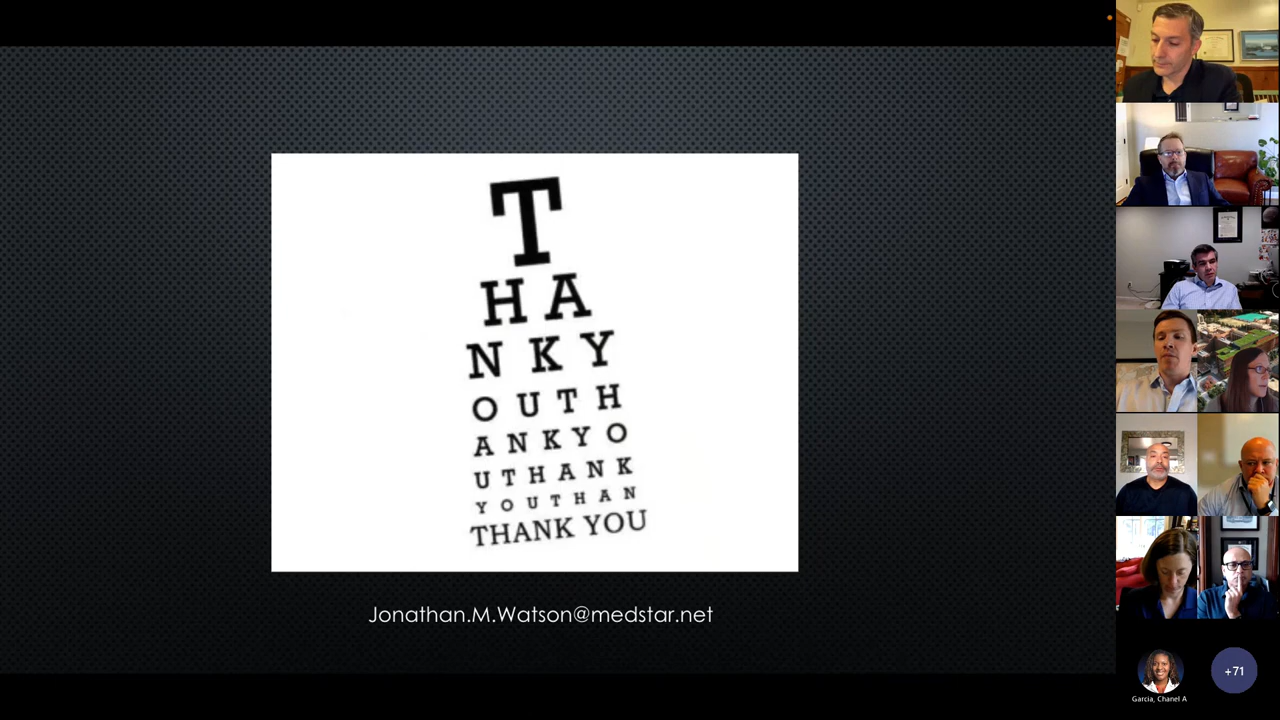 T
H A
N K Y
O U T H
A N K Y O
U T H A N K
Y O U T H A N
THANK YOU
Jonathan.M.Watson@medstar.net
Garcia, Chanel A
+71